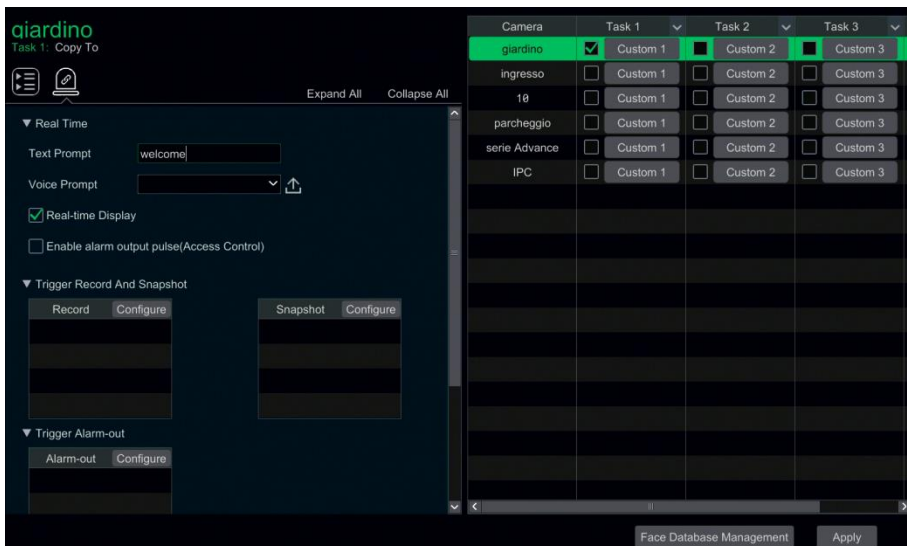 giardino
Task 1: Copy To
Expand All Collapse All
Real Time
Text Prompt welcome
Voice Prompt
Real-time Display
Enable alarm output pulse(Access Control)
Trigger Record And Snapshot
Record Configure Snapshot Configure
Trigger Alarm-out
Alarm-out Configure
Camera Task 1 Task 2 Task 3
giardino Custom 1 Custom 2 Custom 3
ingresso Custom 1 Custom 2 Custom 3
10 Custom 1 Custom 2 Custom 3
parcheggio Custom 1 Custom 2 Custom 3
serie Advance Custom 1 Custom 2 Custom 3
IPC Custom 1 Custom 2 Custom 3
Face Database Management Apply